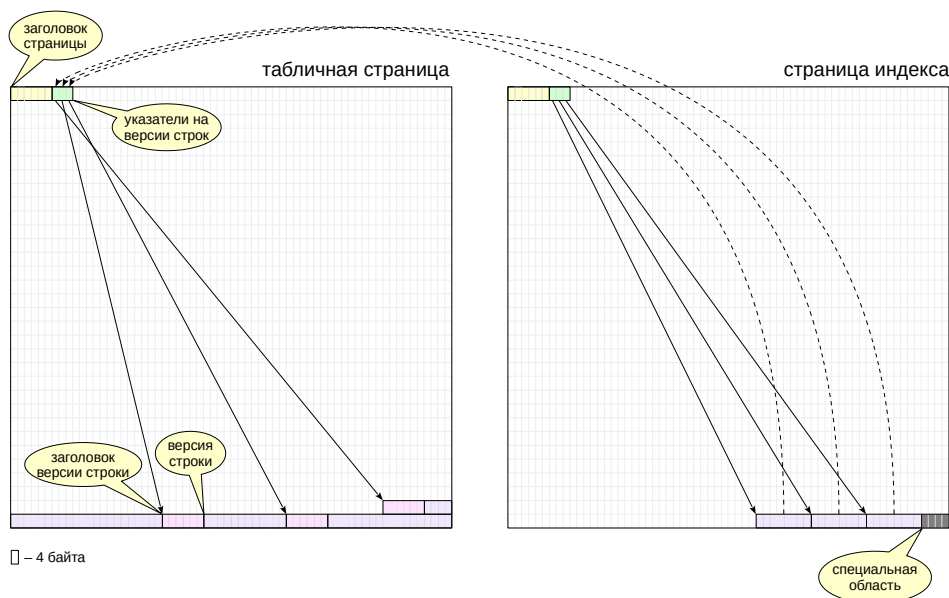 заголовок
страницы
табличная страница
страница индекса
указатели на
версии строк
заголовок
версии строки
версия
строки
– 4 байта
специальная
область